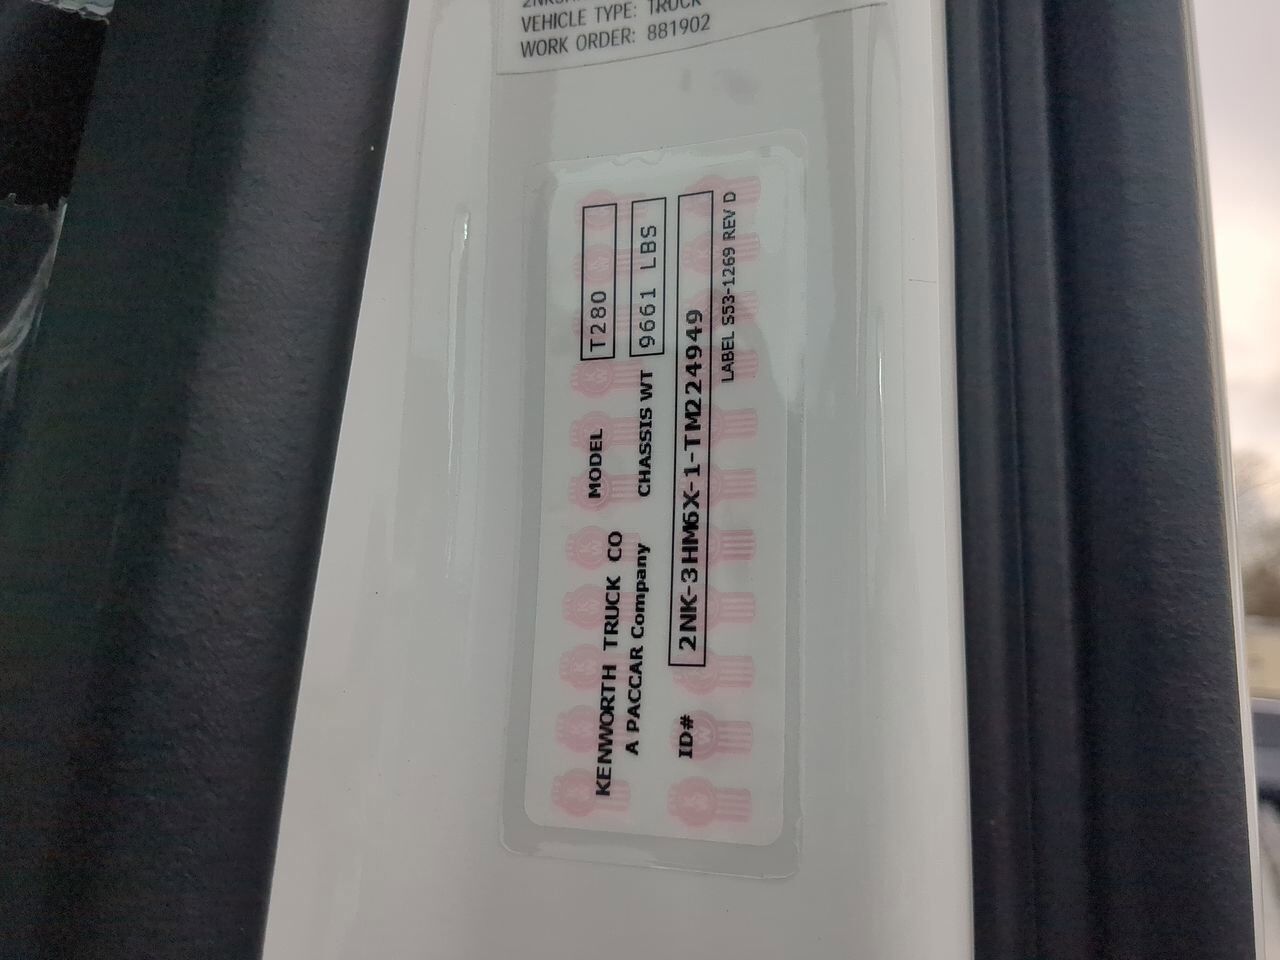 VEHICLE TYPE: TRUCK
WORK ORDER: 881902
KENWORTH TRUCK CO MODEL T280
A PACCAR Company CHASSIS WT 9661 LBS
ID# 2NK-3HM6X-1-TM224949
LABEL S53-1269 REV D